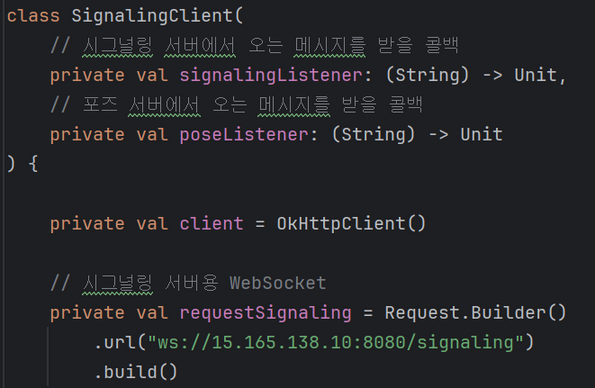 class SignalingClient(
// 시그널링 서버에서 오는 메시지를 받을 콜백
private val signalingListener: (String) -> Unit,
// 포즈 서버에서 오는 메시지를 받을 콜백
private val poseListener: (String) -> Unit
) {
private val client = OkHttpClient()
// 시그널링 서버용 WebSocket
private val requestSignaling = Request.Builder()
.url("ws://15.165.138.10:8080/signaling")
.build()